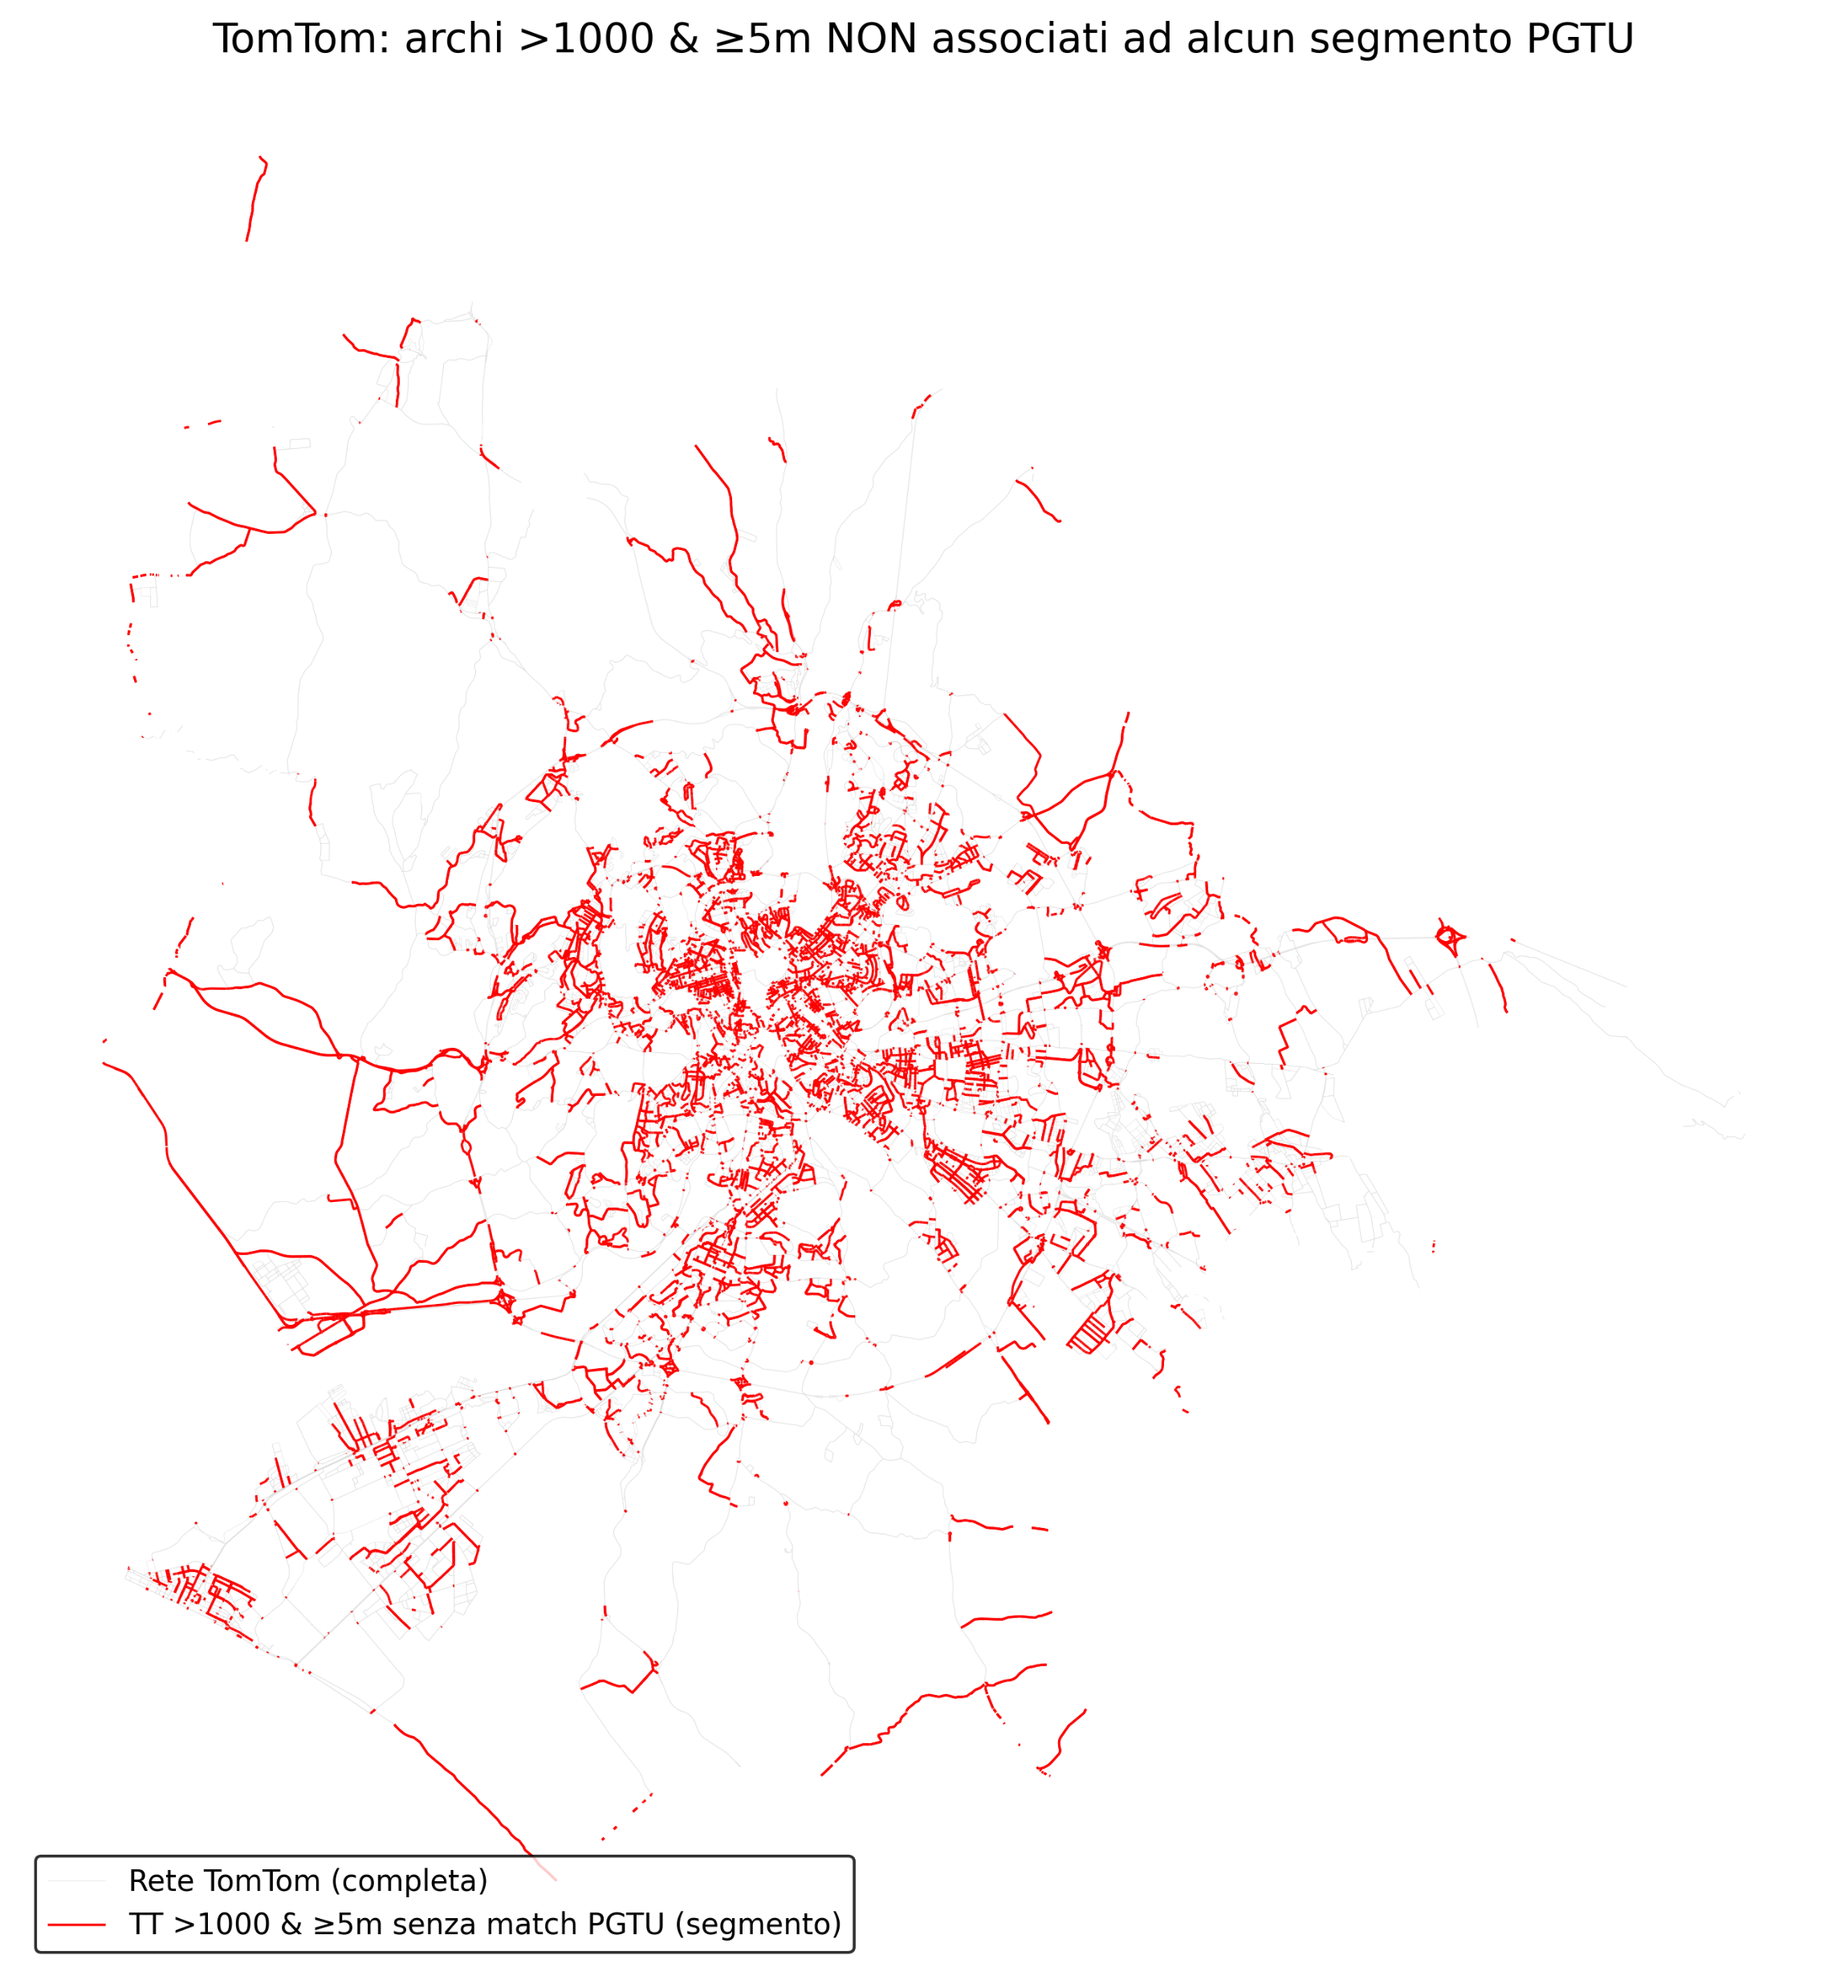 TomTom: archi >1000 & ≥5m NON associati ad alcun segmento PGTU
Rete TomTom (completa)
TT >1000 & ≥5m senza match PGTU (segmento)